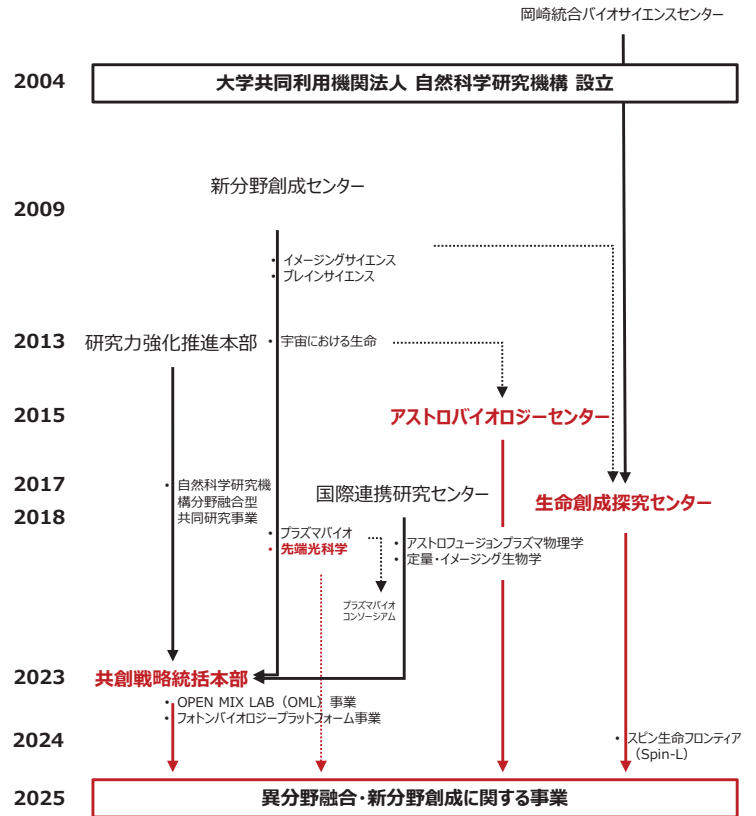 岡崎統合バイオサイエンスセンター
2004
大学共同利用機関法人 自然科学研究機構 設立
新分野創成センター
2009
• イメージングサイエンス
• ブレインサイエンス
2013
研究力強化推進本部
• 宇宙における生命
2015
アストロバイオロジーセンター
2017
• 自然科学研究機
構分野融合型
共同研究事業
国際連携研究センター
生命創成探究センター
2018
• プラズマバイオ
• 先端光科学
• アストロフュージョンプラズマ物理学
• 定量・イメージング生物学
プラズマバイオ
コンソーシアム
2023
共創戦略統括本部
• OPEN MIX LAB（OML）事業
• フォトンバイオロジープラットフォーム事業
2024
• スピン生命フロンティア
（Spin-L）
2025
異分野融合・新分野創成に関する事業